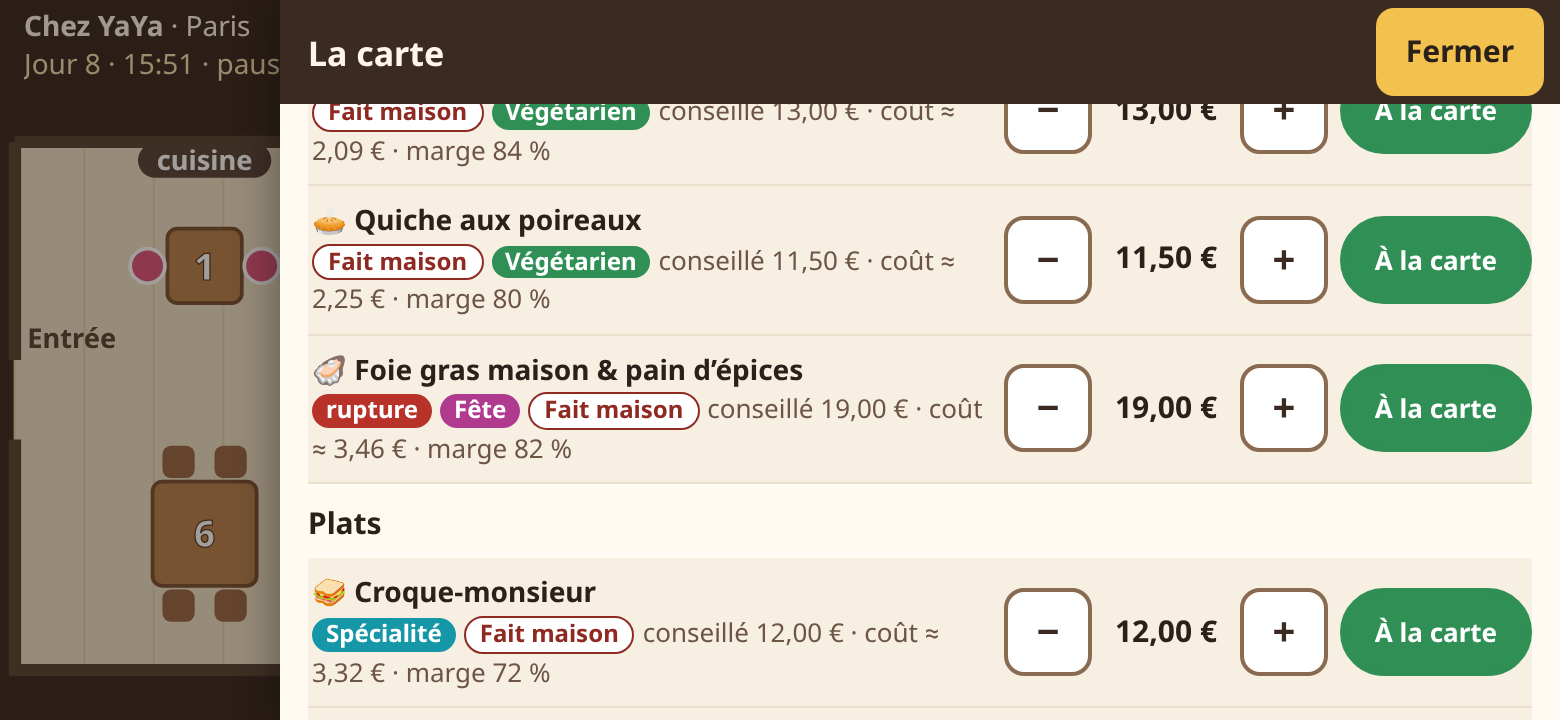 Chez YaYa · Paris
Jour 8 · 15:51 · paus
cuisine
1
Entrée
6
La carte
Fermer
Fait maison Végétarien conseillé 13,00 € · coût ≈
2,09 € · marge 84 %
− 13,00 € + À la carte
🥧 Quiche aux poireaux
Fait maison Végétarien conseillé 11,50 € · coût ≈
2,25 € · marge 80 %
− 11,50 € + À la carte
🦪 Foie gras maison & pain d’épices
rupture Fête Fait maison conseillé 19,00 € · coût
≈ 3,46 € · marge 82 %
− 19,00 € + À la carte
Plats
🥪 Croque-monsieur
Spécialité Fait maison conseillé 12,00 € · coût ≈
3,32 € · marge 72 %
− 12,00 € + À la carte